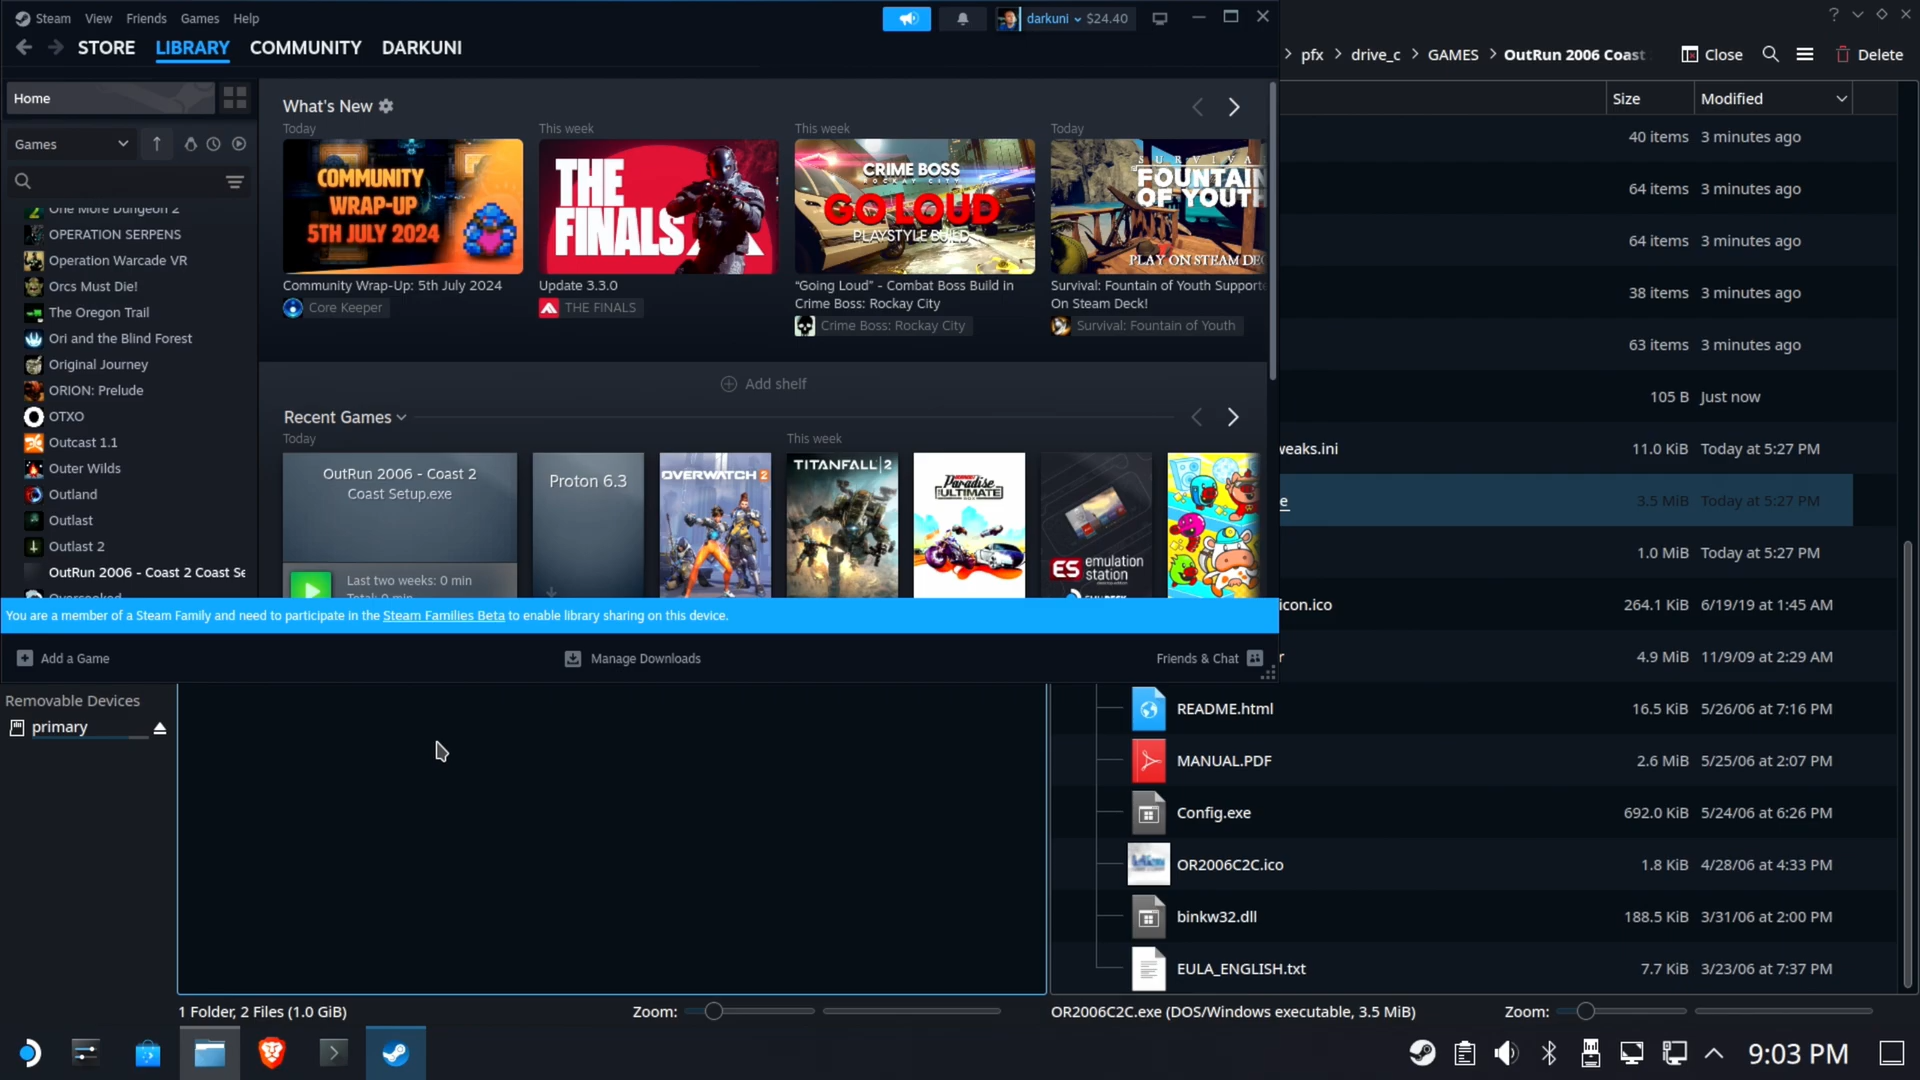 Steam View Friends Games Help
darkuni $24.40
STORE LIBRARY COMMUNITY DARKUNI
pfx drive_c GAMES OutRun 2006 Coast
Close
Delete
Home
Games
What's New
Today
This week
This week
Today
COMMUNITY
WRAP-UP
5TH JULY 2024
THE
FINALS
CRIME BOSS
ROCKAY CITY
GO LOUD
PLAYSTYLE BUILD
SURVIVA
FOUNTAIN
OF YOUTH
PLAY ON STEAM DEC
Community Wrap-Up: 5th July 2024
Core Keeper
Update 3.3.0
THE FINALS
"Going Loud" - Combat Boss Build in
Crime Boss: Rockay City
Crime Boss: Rockay City
Survival: Fountain of Youth Supporte
On Steam Deck!
Survival: Fountain of Youth
One More Dungeon 2
OPERATION SERPENS
Operation Warcade VR
Orcs Must Die!
The Oregon Trail
Ori and the Blind Forest
Original Journey
ORION: Prelude
OTXO
Outcast 1.1
Outer Wilds
Outland
Outlast
Outlast 2
OutRun 2006 - Coast 2 Coast Se
Overcooked
Add shelf
Recent Games
Today
This week
OutRun 2006 - Coast 2
Coast Setup.exe
Last two weeks: 0 min
Total: 0 min
Proton 6.3
OVERWATCH 2
TITANFALL 2
Paradise
ULTIMATE
ES emulation
station
You are a member of a Steam Family and need to participate in the Steam Families Beta to enable library sharing on this device.
Add a Game
Manage Downloads
Friends & Chat
Size Modified
40 items 3 minutes ago
64 items 3 minutes ago
64 items 3 minutes ago
38 items 3 minutes ago
63 items 3 minutes ago
105 B Just now
weaks.ini 11.0 KiB Today at 5:27 PM
e 3.5 MiB Today at 5:27 PM
1.0 MiB Today at 5:27 PM
icon.ico 264.1 KiB 6/19/19 at 1:45 AM
r 4.9 MiB 11/9/09 at 2:29 AM
README.html 16.5 KiB 5/26/06 at 7:16 PM
MANUAL.PDF 2.6 MiB 5/25/06 at 2:07 PM
Config.exe 692.0 KiB 5/24/06 at 6:26 PM
OR2006C2C.ico 1.8 KiB 4/28/06 at 4:33 PM
binkw32.dll 188.5 KiB 3/31/06 at 2:00 PM
EULA_ENGLISH.txt 7.7 KiB 3/23/06 at 7:37 PM
Removable Devices
primary
1 Folder, 2 Files (1.0 GiB)
Zoom:
OR2006C2C.exe (DOS/Windows executable, 3.5 MiB)
Zoom:
9:03 PM